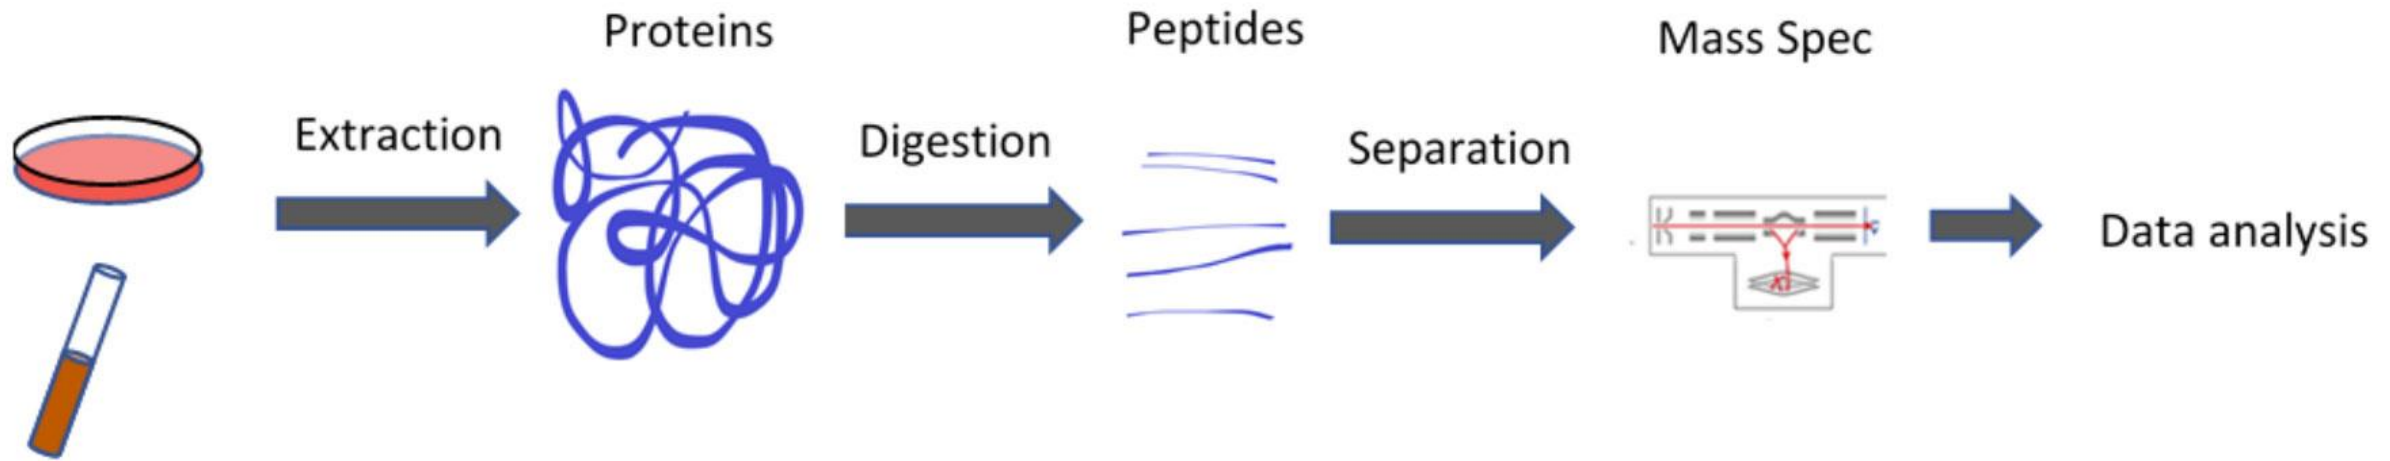 Proteins
Peptides
Mass Spec
Extraction
Digestion
Separation
Data analysis